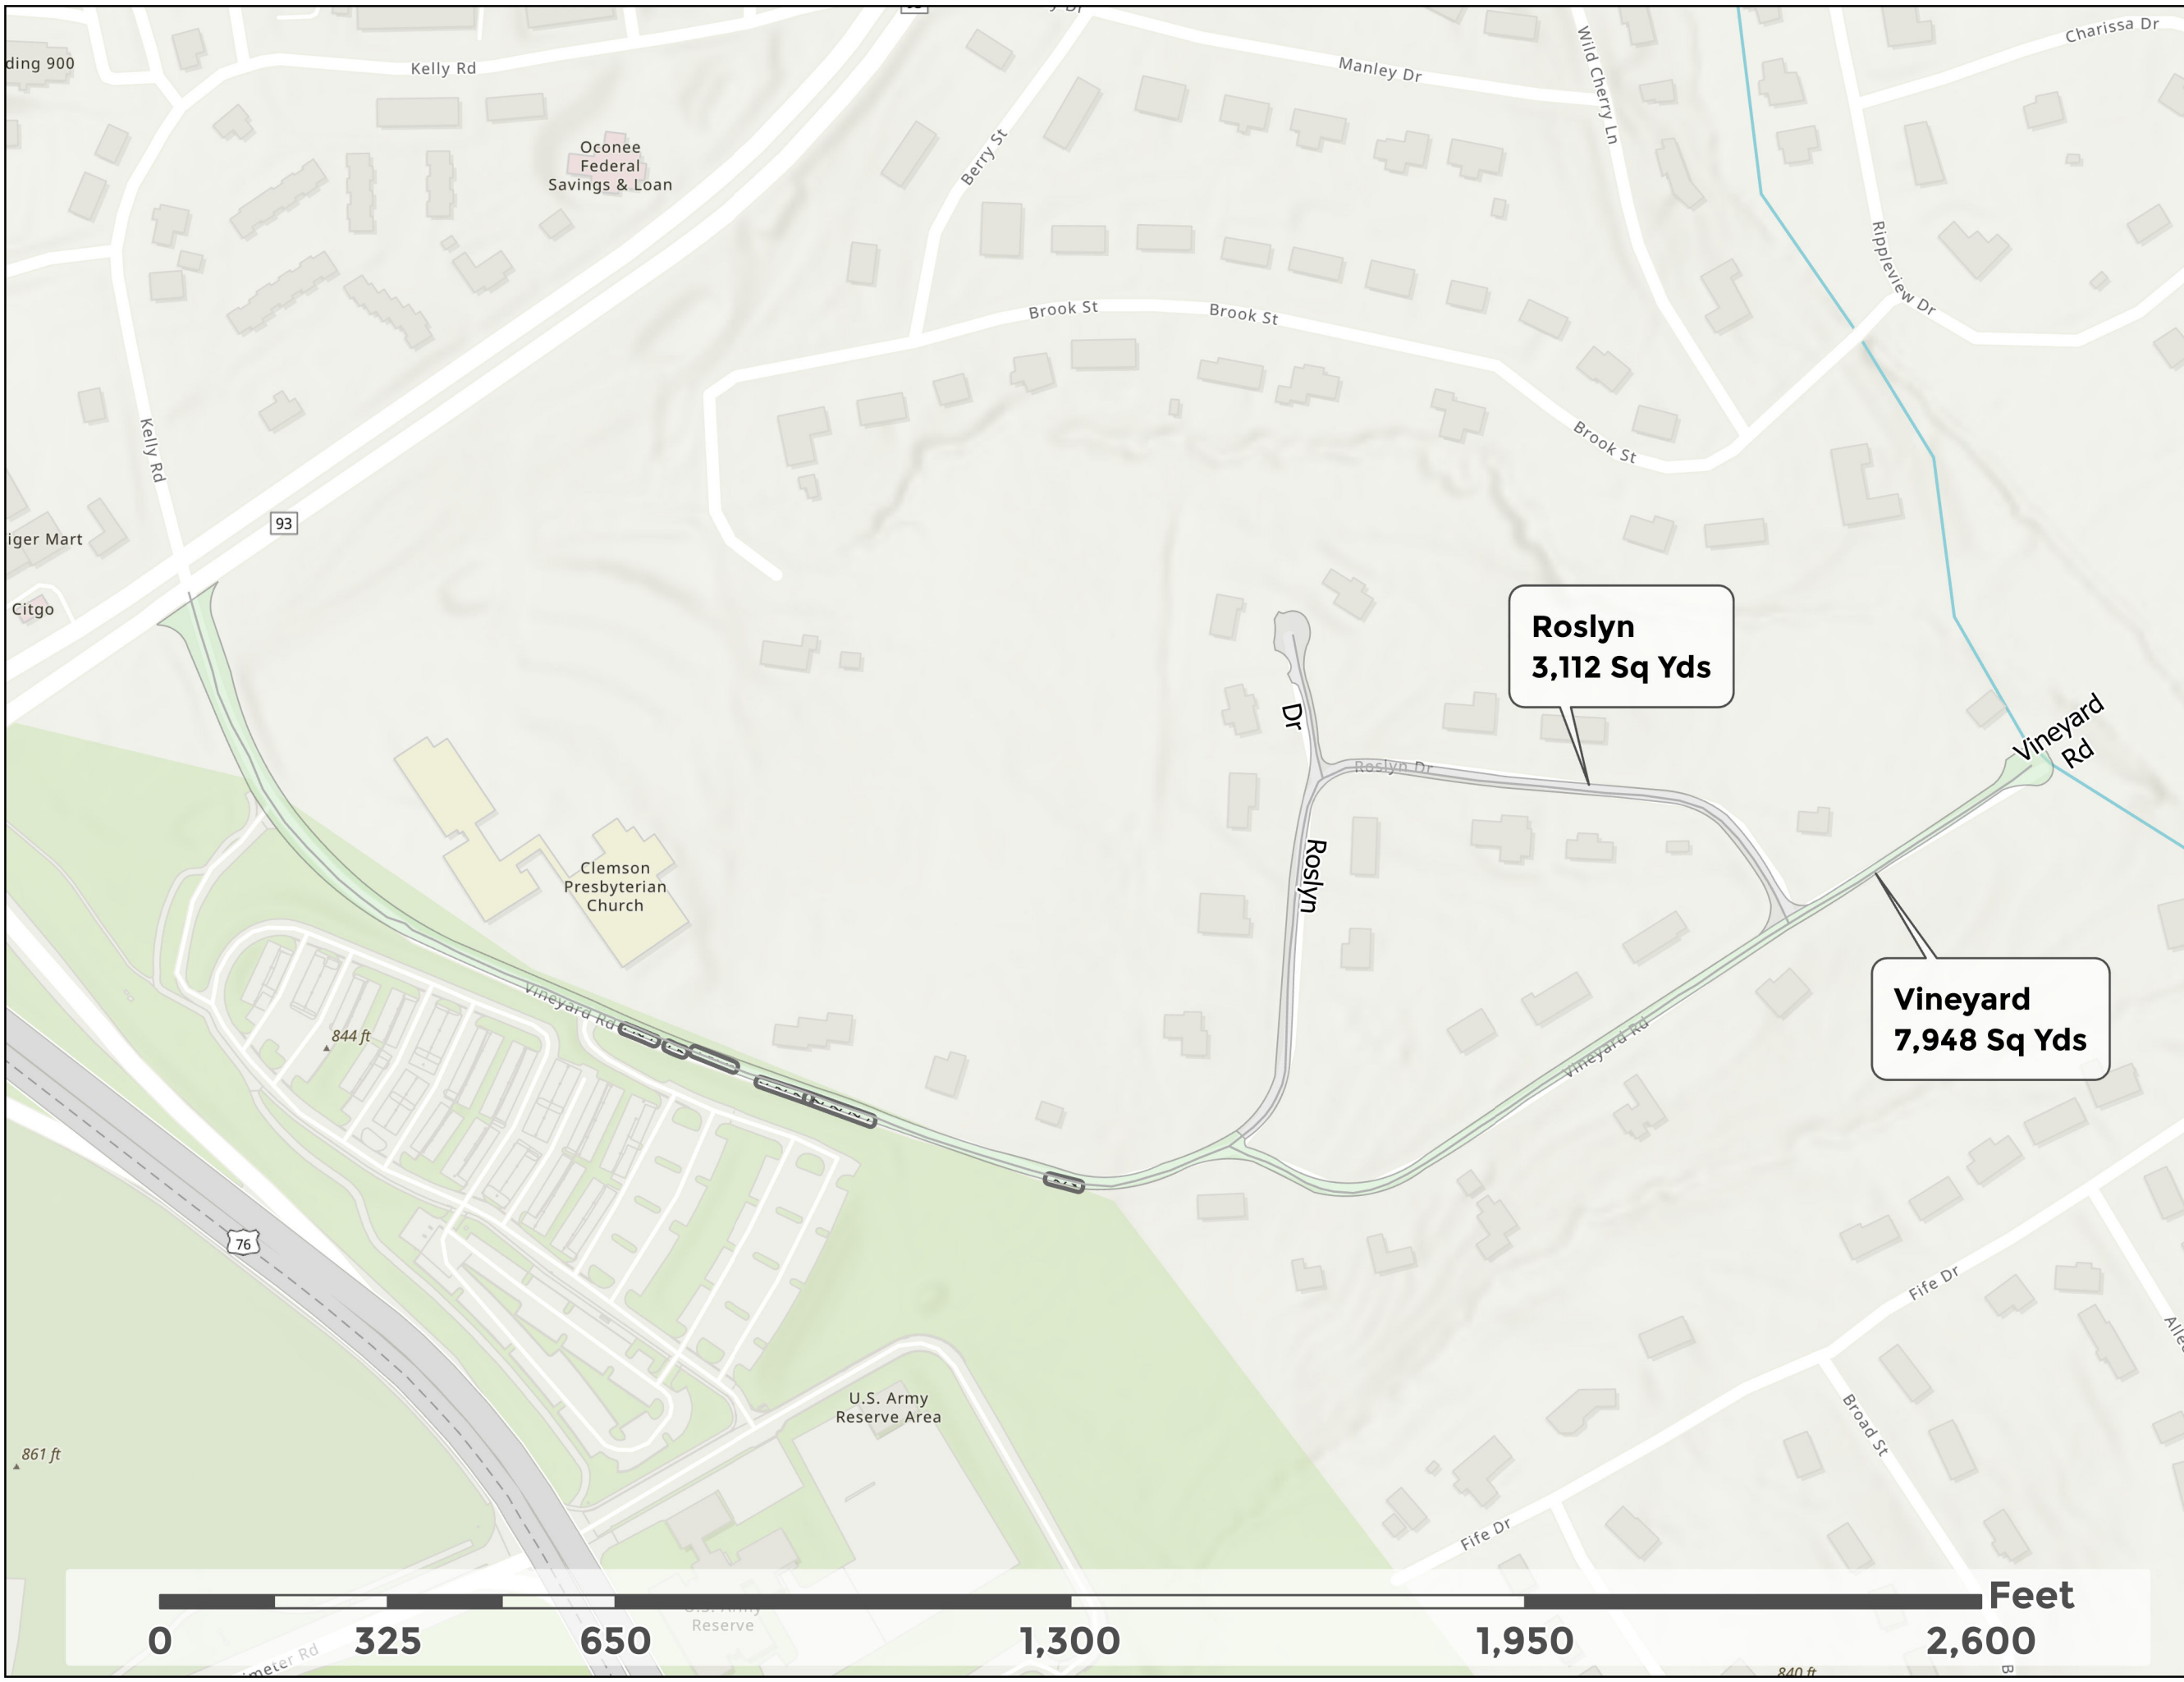 ding 900
Kelly Rd
Oconee
Federal
Savings & Loan
Berry St
Manley Dr
Wild Cherry Ln
Charissa Dr
Rippleview Dr
Brook St
Brook St
Brook St
Kelly Rd
93
iger Mart
Citgo
Roslyn
3,112 Sq Yds
Dr
Roslyn Dr
Roslyn
Vineyard
Rd
Clemson
Presbyterian
Church
Vineyard Rd
Vineyard Rd
Vineyard
7,948 Sq Yds
844 ft
76
861 ft
U.S. Army
Reserve Area
Fife Dr
Broad St
Fife Dr
U.S. Army
Reserve
imeter Rd
Feet
0 325 650 1,300 1,950 2,600
840 ft